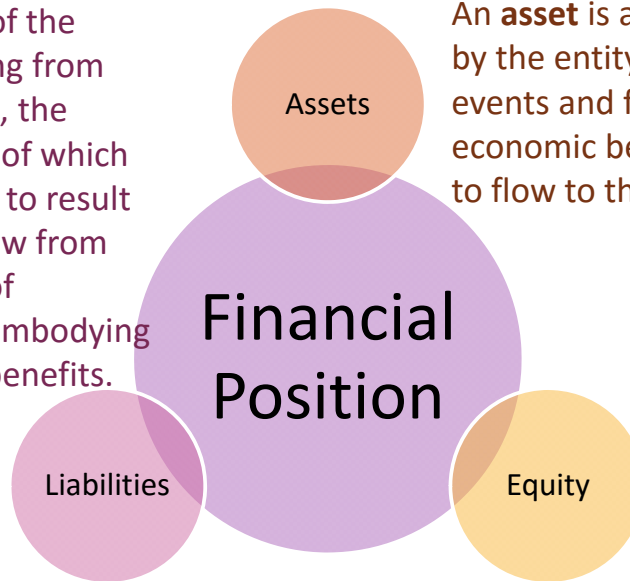 of the
ng from
, the
of which
to result
w from
of
mbodying
benefits.
An asset is a
by the entity
events and f
economic be
to flow to th
Assets
Financial
Position
Liabilities
Equity